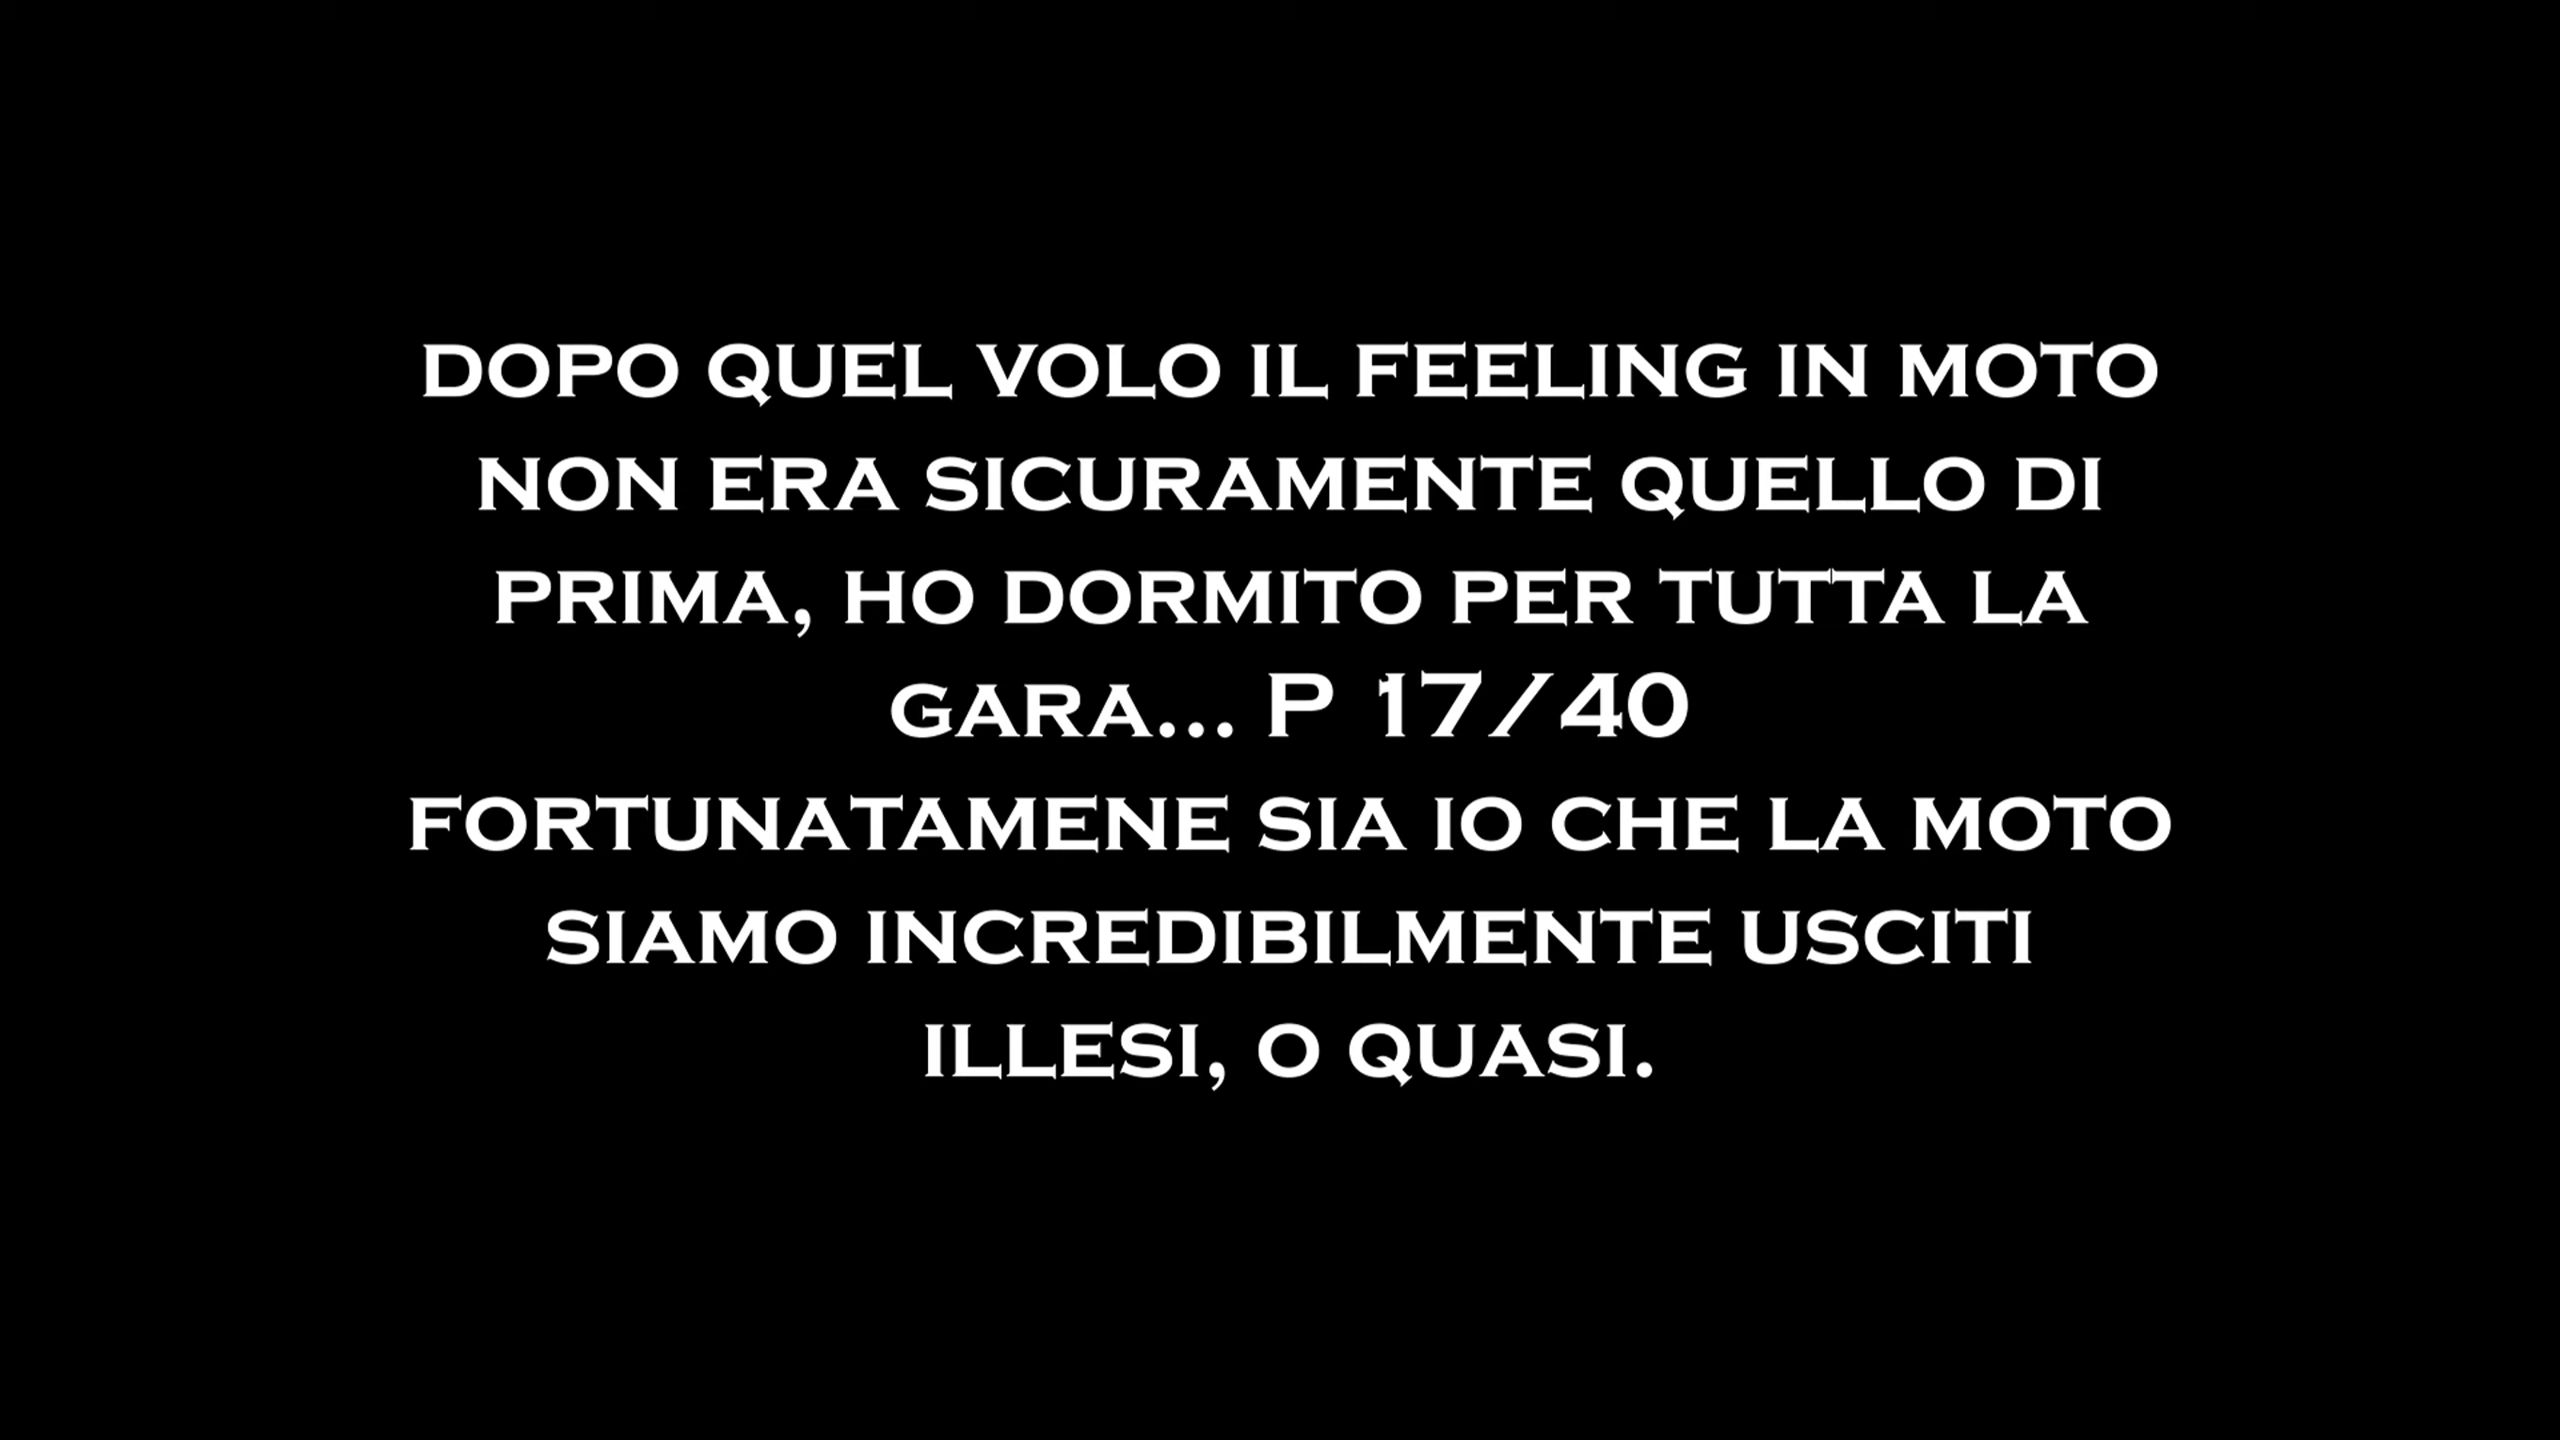 DOPO QUEL VOLO IL FEELING IN MOTO
NON ERA SICURAMENTE QUELLO DI
PRIMA, HO DORMITO PER TUTTA LA
GARA... P 17/40
FORTUNATAMENE SIA IO CHE LA MOTO
SIAMO INCREDIBILMENTE USCITI
ILLESI, O QUASI.